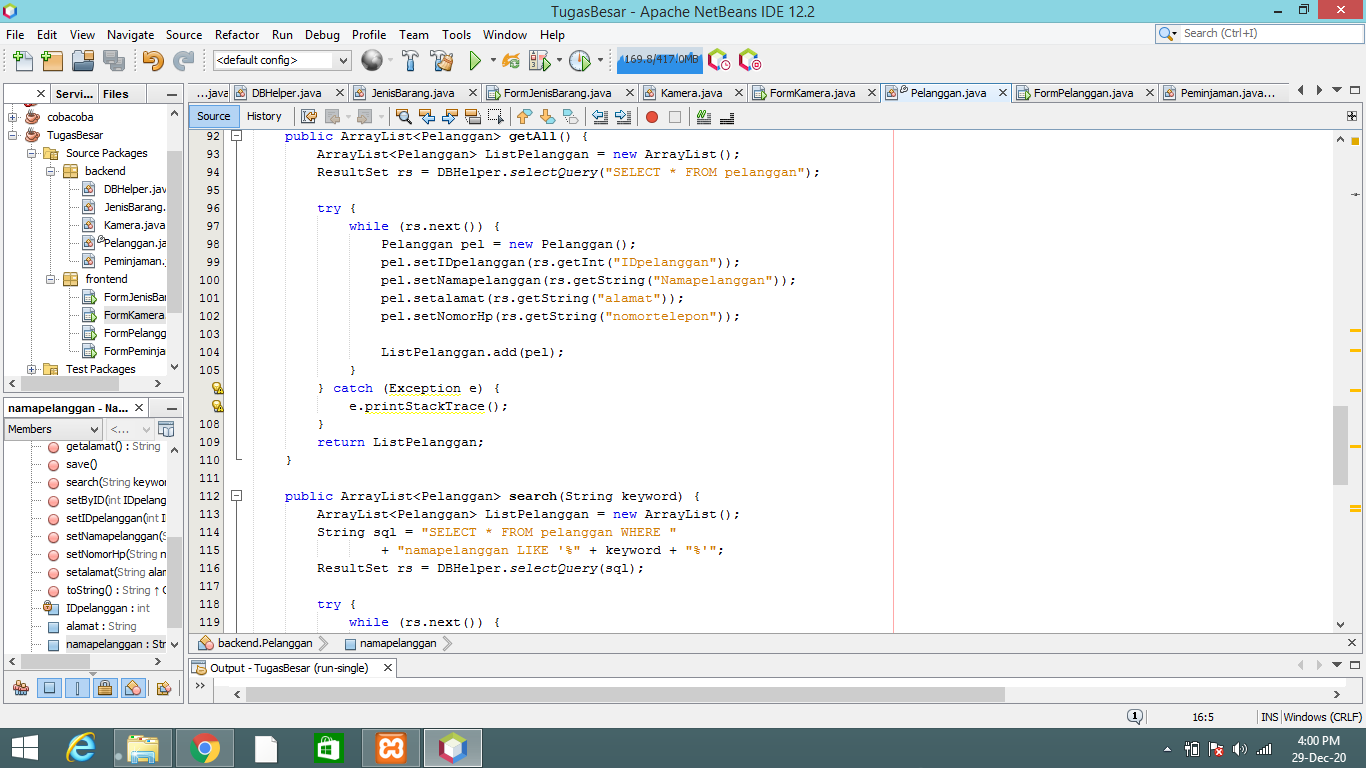 TugasBesar - Apache NetBeans IDE 12.2
File Edit View Navigate Source Refactor Run Debug Profile Team Tools Window Help
Search (Ctrl+I)
<default config>
169.8/417.0MB
Servi... Files
...java DBHelper.java JenisBarang.java FormJenisBarang.java Kamera.java FormKamera.java Pelanggan.java FormPelanggan.java Peminjaman.java...
Source History
cobacoba
TugasBesar
Source Packages
backend
DBHelper.jav
JenisBarang.
Kamera.java
Pelanggan.ja
Peminjaman.j
frontend
FormJenisBar
FormKamera.
FormPelangg
FormPeminja
Test Packages
namapelanggan - Na...
Members <...
getalamat() : String
save()
search(String keywor
setByID(int IDpelang
setIDpelanggan(int I
setNamapelanggan(S
setNomorHp(String n
setalamat(String alam
toString() : String ↑ O
IDpelanggan : int
alamat : String
namapelanggan : Str
92 public ArrayList<Pelanggan> getAll() {
93 ArrayList<Pelanggan> ListPelanggan = new ArrayList();
94 ResultSet rs = DBHelper.selectQuery("SELECT * FROM pelanggan");
95
96 try {
97 while (rs.next()) {
98 Pelanggan pel = new Pelanggan();
99 pel.setIDpelanggan(rs.getInt("IDpelanggan"));
100 pel.setNamapelanggan(rs.getString("Namapelanggan"));
101 pel.setalamat(rs.getString("alamat"));
102 pel.setNomorHp(rs.getString("nomortelepon"));
103
104 ListPelanggan.add(pel);
105 }
} catch (Exception e) {
e.printStackTrace();
108 }
109 return ListPelanggan;
110 }
111
112 public ArrayList<Pelanggan> search(String keyword) {
113 ArrayList<Pelanggan> ListPelanggan = new ArrayList();
114 String sql = "SELECT * FROM pelanggan WHERE "
115 + "namapelanggan LIKE '%" + keyword + "%'";
116 ResultSet rs = DBHelper.selectQuery(sql);
117
118 try {
119 while (rs.next()) {
backend.Pelanggan namapelanggan
Output - TugasBesar (run-single)
1 16:5 INS Windows (CRLF)
4:00 PM
29-Dec-20